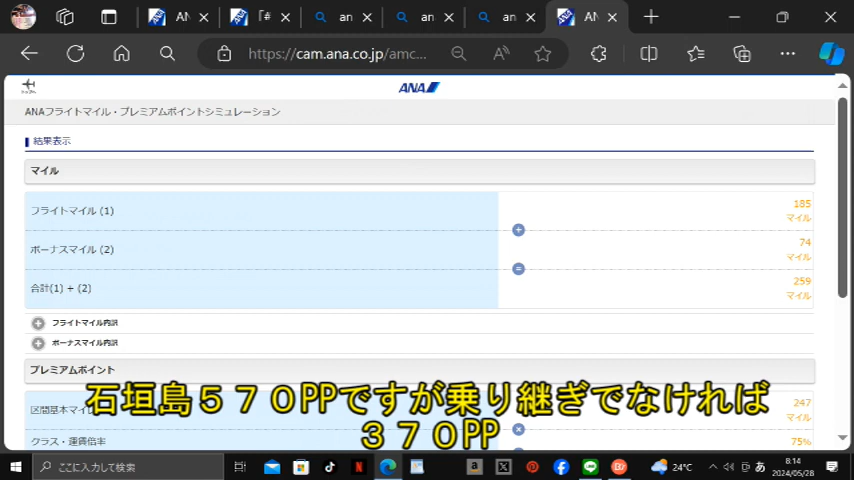 AN
「#
an
an
an
AN
https://cam.ana.co.jp/amc...
ANA
ANAフライトマイル・プレミアムポイントシミュレーション
結果表示
マイル
フライトマイル (1)
185
マイル
ボーナスマイル (2)
74
マイル
合計(1) + (2)
259
マイル
フライトマイル内訳
ボーナスマイル内訳
プレミアムポイント
区間基本マイ
247
マイル
クラス・運賃倍率
75%
石垣島５７０PPですが乗り継ぎでなければ
３７０PP
ここに入力して検索
24℃
あ
8:14
2024/05/28